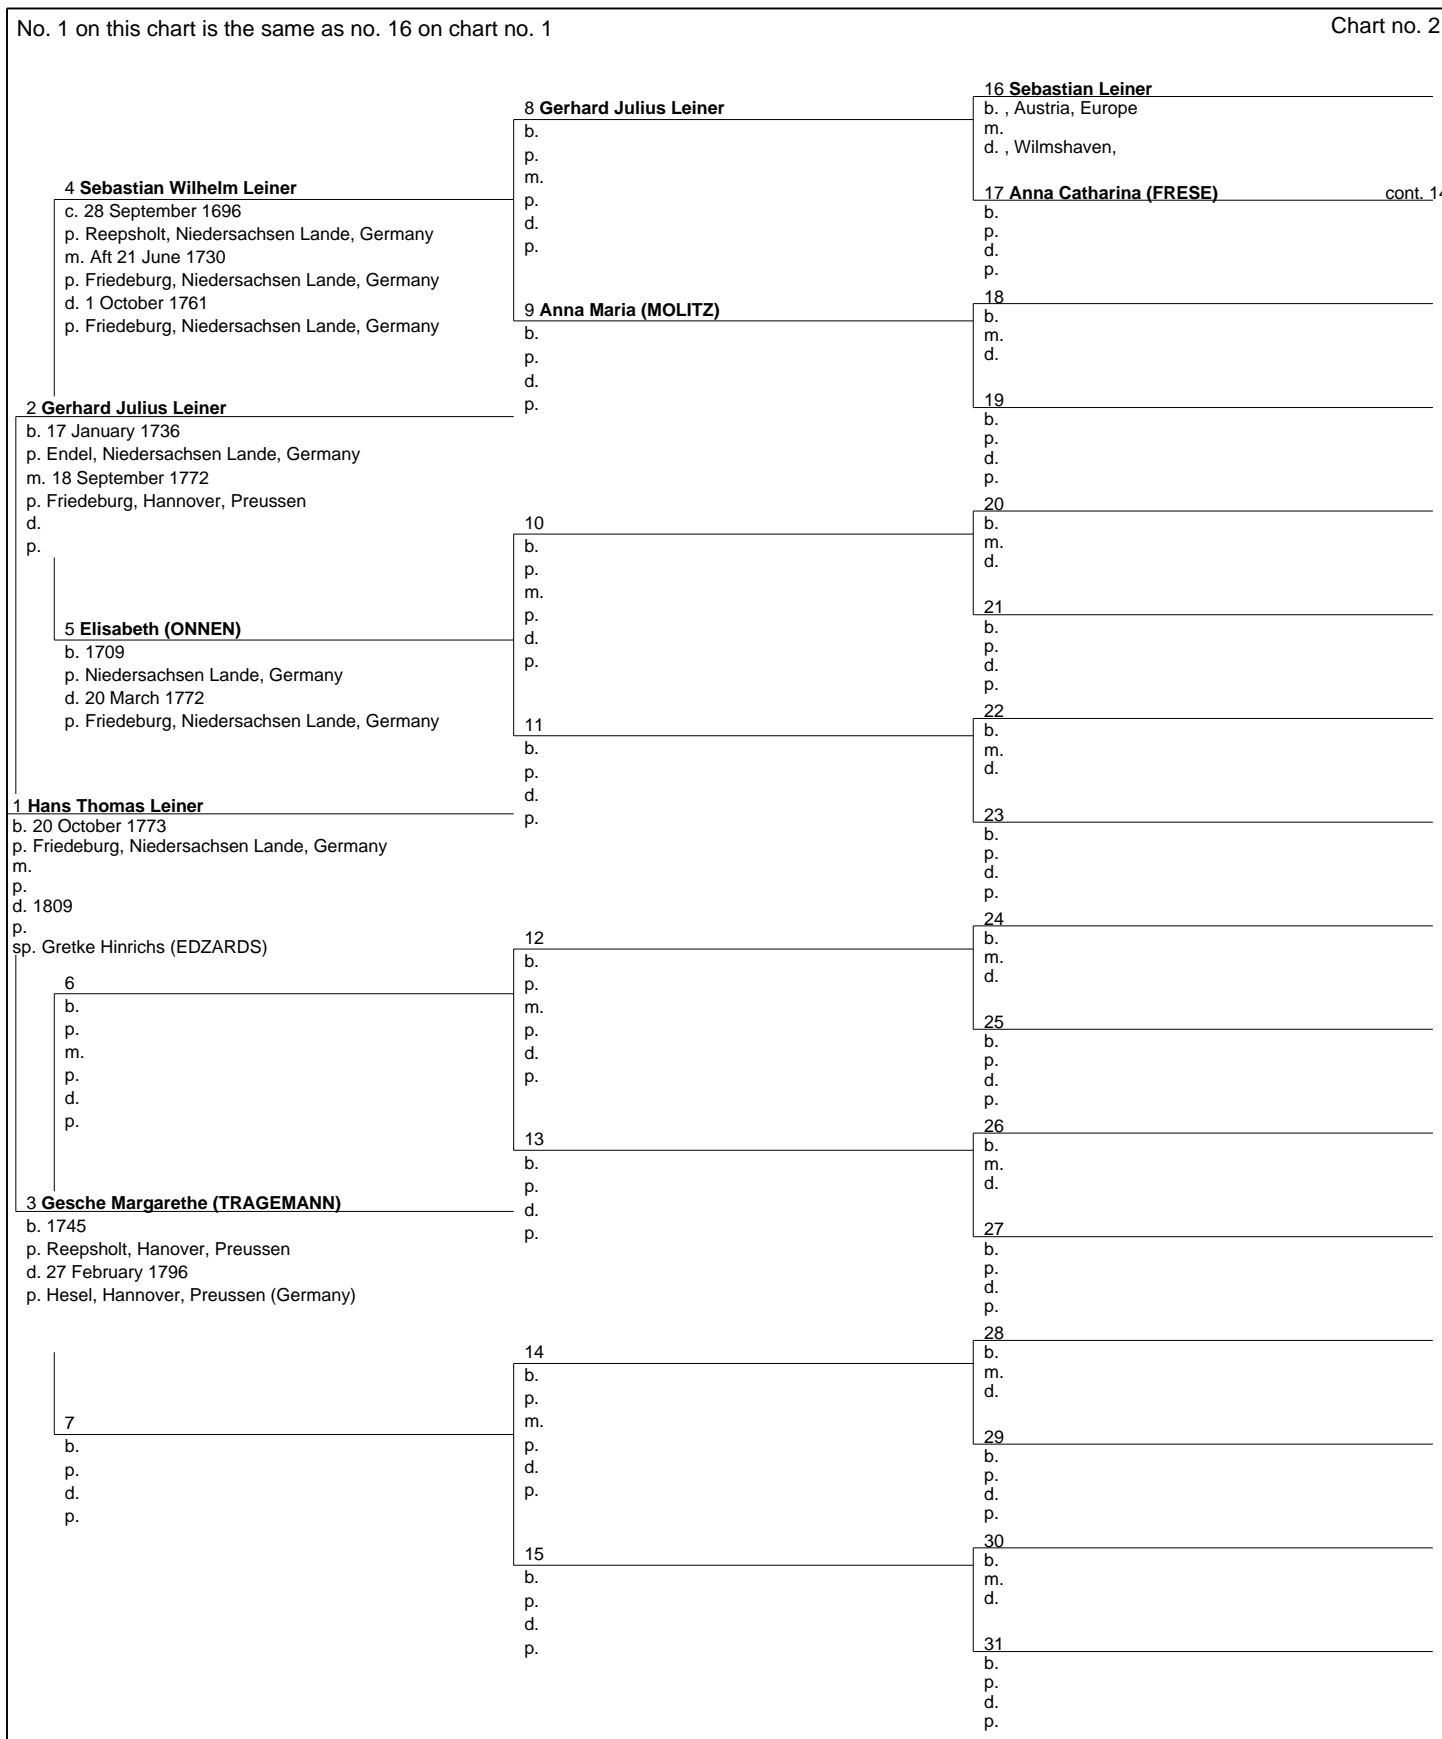 No. 1 on this chart is the same as no. 16 on chart no. 1
Chart no. 2
16 Sebastian Leiner
b. , Austria, Europe
m.
d. , Wilmshaven,
8 Gerhard Julius Leiner
b.
p.
m.
p.
d.
p.
17 Anna Catharina (FRESE) cont. 14
b.
p.
d.
p.
4 Sebastian Wilhelm Leiner
c. 28 September 1696
p. Reepsholt, Niedersachsen Lande, Germany
m. Aft 21 June 1730
p. Friedeburg, Niedersachsen Lande, Germany
d. 1 October 1761
p. Friedeburg, Niedersachsen Lande, Germany
18
b.
m.
d.
9 Anna Maria (MOLITZ)
b.
p.
d.
p.
19
b.
p.
d.
p.
2 Gerhard Julius Leiner
b. 17 January 1736
p. Endel, Niedersachsen Lande, Germany
m. 18 September 1772
p. Friedeburg, Hannover, Preussen
d.
p.
20
b.
m.
d.
10
b.
p.
m.
p.
d.
p.
21
b.
p.
d.
p.
5 Elisabeth (ONNEN)
b. 1709
p. Niedersachsen Lande, Germany
d. 20 March 1772
p. Friedeburg, Niedersachsen Lande, Germany
22
b.
m.
d.
11
b.
p.
d.
p.
23
b.
p.
d.
p.
1 Hans Thomas Leiner
b. 20 October 1773
p. Friedeburg, Niedersachsen Lande, Germany
m.
p.
d. 1809
p.
sp. Gretke Hinrichs (EDZARDS)
24
b.
m.
d.
12
b.
p.
m.
p.
d.
p.
25
b.
p.
d.
p.
6
b.
p.
m.
p.
d.
p.
26
b.
m.
d.
13
b.
p.
d.
p.
27
b.
p.
d.
p.
3 Gesche Margarethe (TRAGEMANN)
b. 1745
p. Reepsholt, Hanover, Preussen
d. 27 February 1796
p. Hesel, Hannover, Preussen (Germany)
28
b.
m.
d.
14
b.
p.
m.
p.
d.
p.
29
b.
p.
d.
p.
7
b.
p.
d.
p.
30
b.
m.
d.
15
b.
p.
d.
p.
31
b.
p.
d.
p.